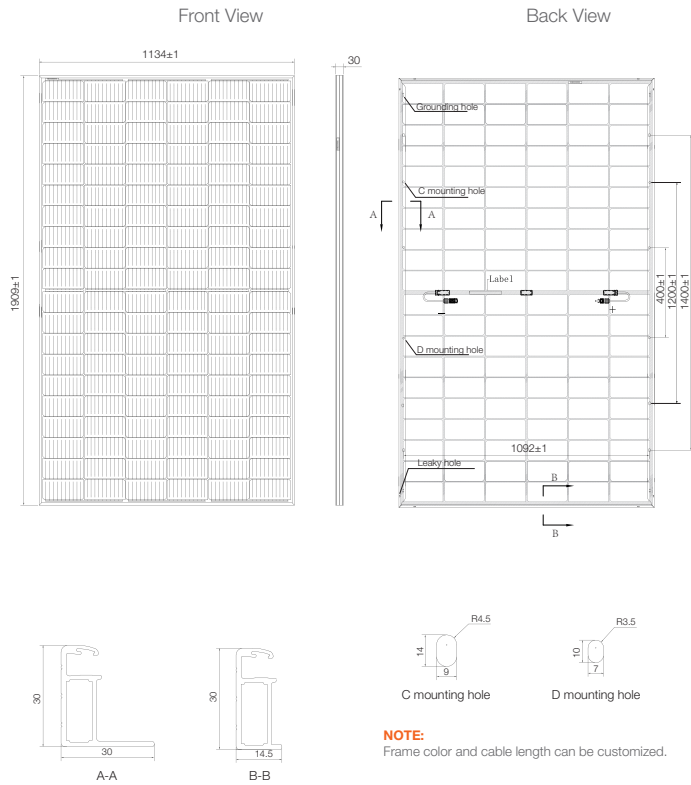 Front View
Back View
1134±1
30
1909±1
Grounding hole
C mounting hole
A
A
Label
−
+
D mounting hole
400±1
1200±1
1400±1
1092±1
Leaky hole
B
B
30
30
A-A
30
14.5
B-B
R4.5
14
9
C mounting hole
R3.5
10
7
D mounting hole
NOTE:
Frame color and cable length can be customized.